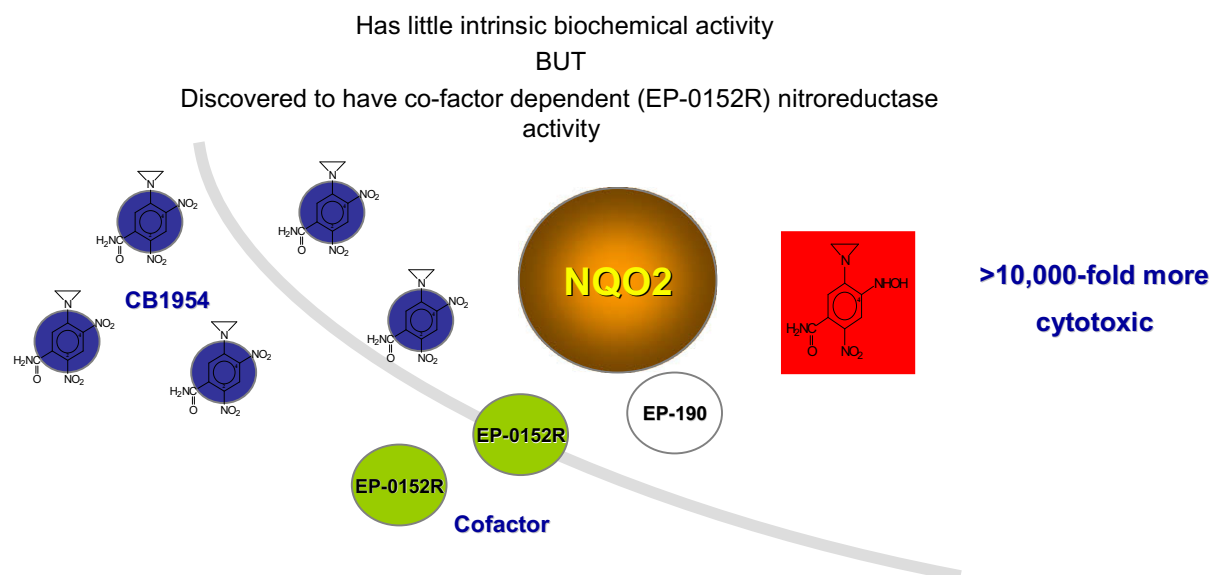 Has little intrinsic biochemical activity
BUT
Discovered to have co-factor dependent (EP-0152R) nitroreductase
activity
N
NO2
H2NC
O
NO2
CB1954
N
NO2
H2NC
O
NO2
N
NO2
H2NC
O
NO2
N
NO2
H2NC
O
NO2
N
NO2
H2NC
O
NO2
NQO2
N
NHOH
H2NC
O
NO2
>10,000-fold more
cytotoxic
EP-190
EP-0152R
EP-0152R
Cofactor